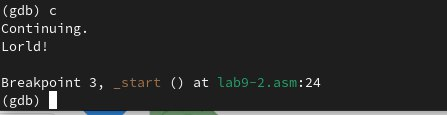 (gdb) c
Continuing.
Lorld!
Breakpoint 3, _start () at lab9-2.asm:24
(gdb)